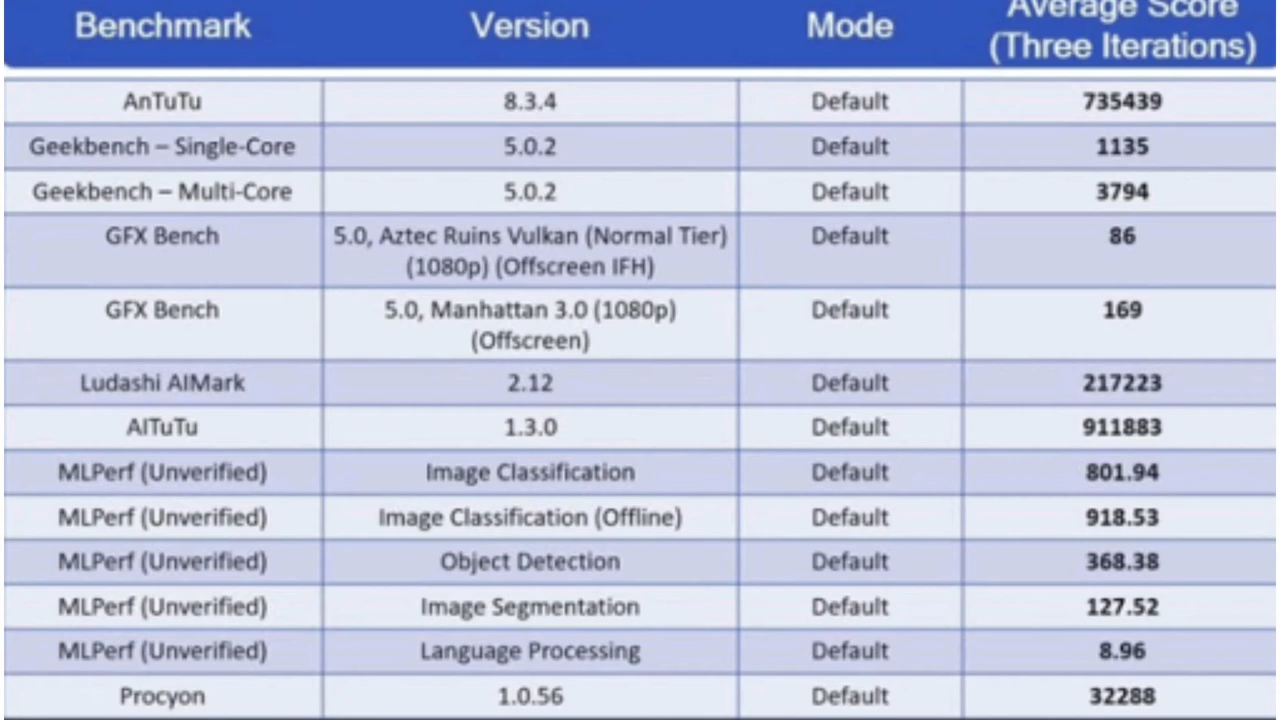 Benchmark Version Mode Average Score
(Three Iterations)
AnTuTu 8.3.4 Default 735439
Geekbench – Single-Core 5.0.2 Default 1135
Geekbench – Multi-Core 5.0.2 Default 3794
GFX Bench 5.0, Aztec Ruins Vulkan (Normal Tier) Default 86
(1080p) (Offscreen IFH)
GFX Bench 5.0, Manhattan 3.0 (1080p) Default 169
(Offscreen)
Ludashi AIMark 2.12 Default 217223
AITuTu 1.3.0 Default 911883
MLPerf (Unverified) Image Classification Default 801.94
MLPerf (Unverified) Image Classification (Offline) Default 918.53
MLPerf (Unverified) Object Detection Default 368.38
MLPerf (Unverified) Image Segmentation Default 127.52
MLPerf (Unverified) Language Processing Default 8.96
Procyon 1.0.56 Default 32288